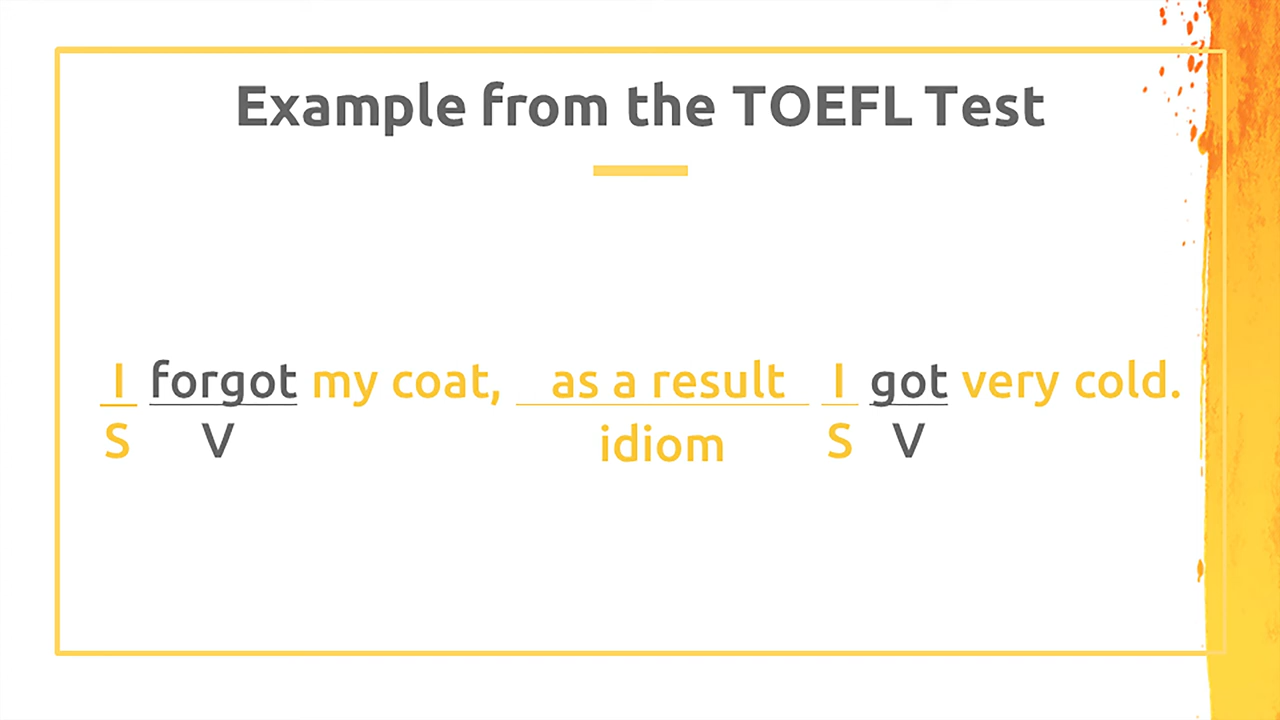 Example from the TOEFL Test
I forgot my coat, as a result I got very cold.
S V idiom S V